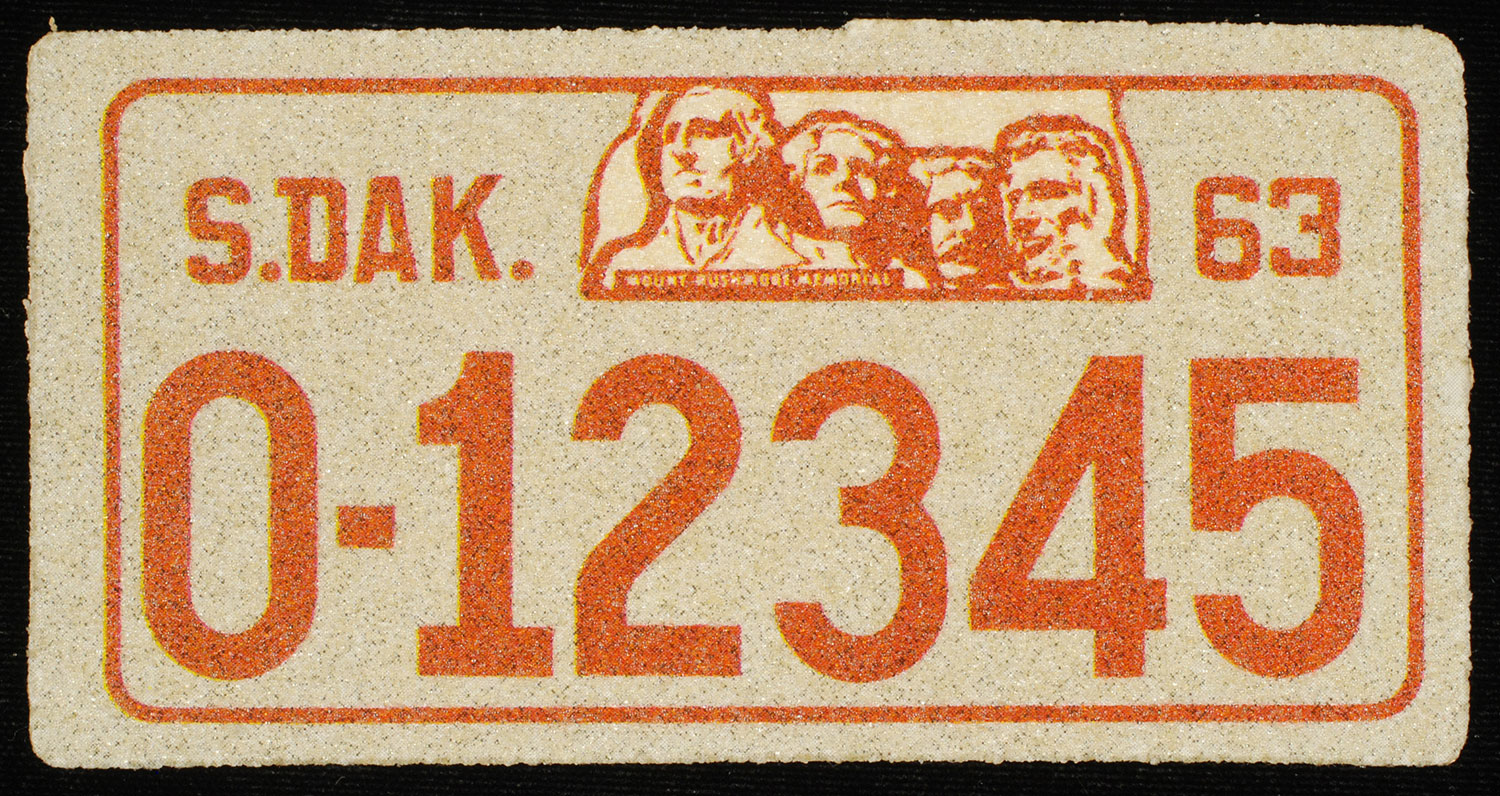 S.DAK. 63
MOUNT RUSHMORE MEMORIAL
0-12345